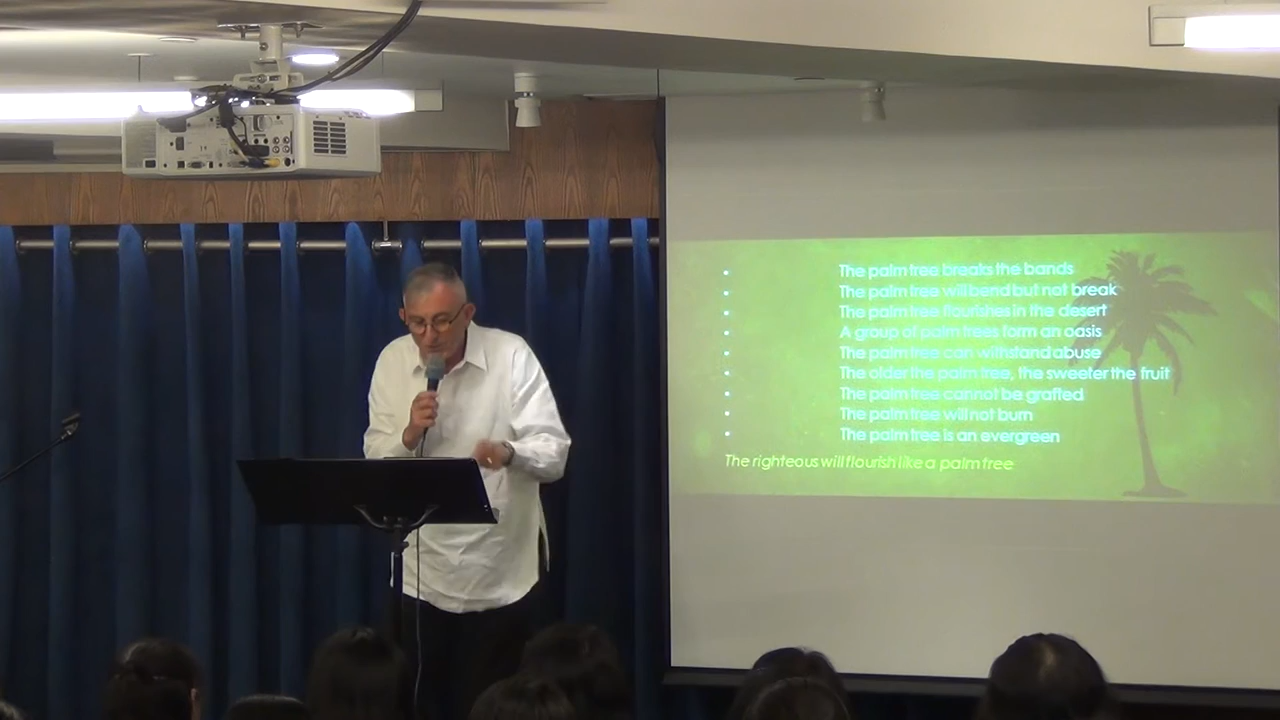 • The palm tree breaks the bands
• The palm tree will bend but not break
• The palm tree flourishes in the desert
• A group of palm trees form an oasis
• The palm tree can withstand abuse
• The older the palm tree, the sweeter the fruit
• The palm tree cannot be grafted
• The palm tree will not burn
• The palm tree is an evergreen
The righteous will flourish like a palm tree